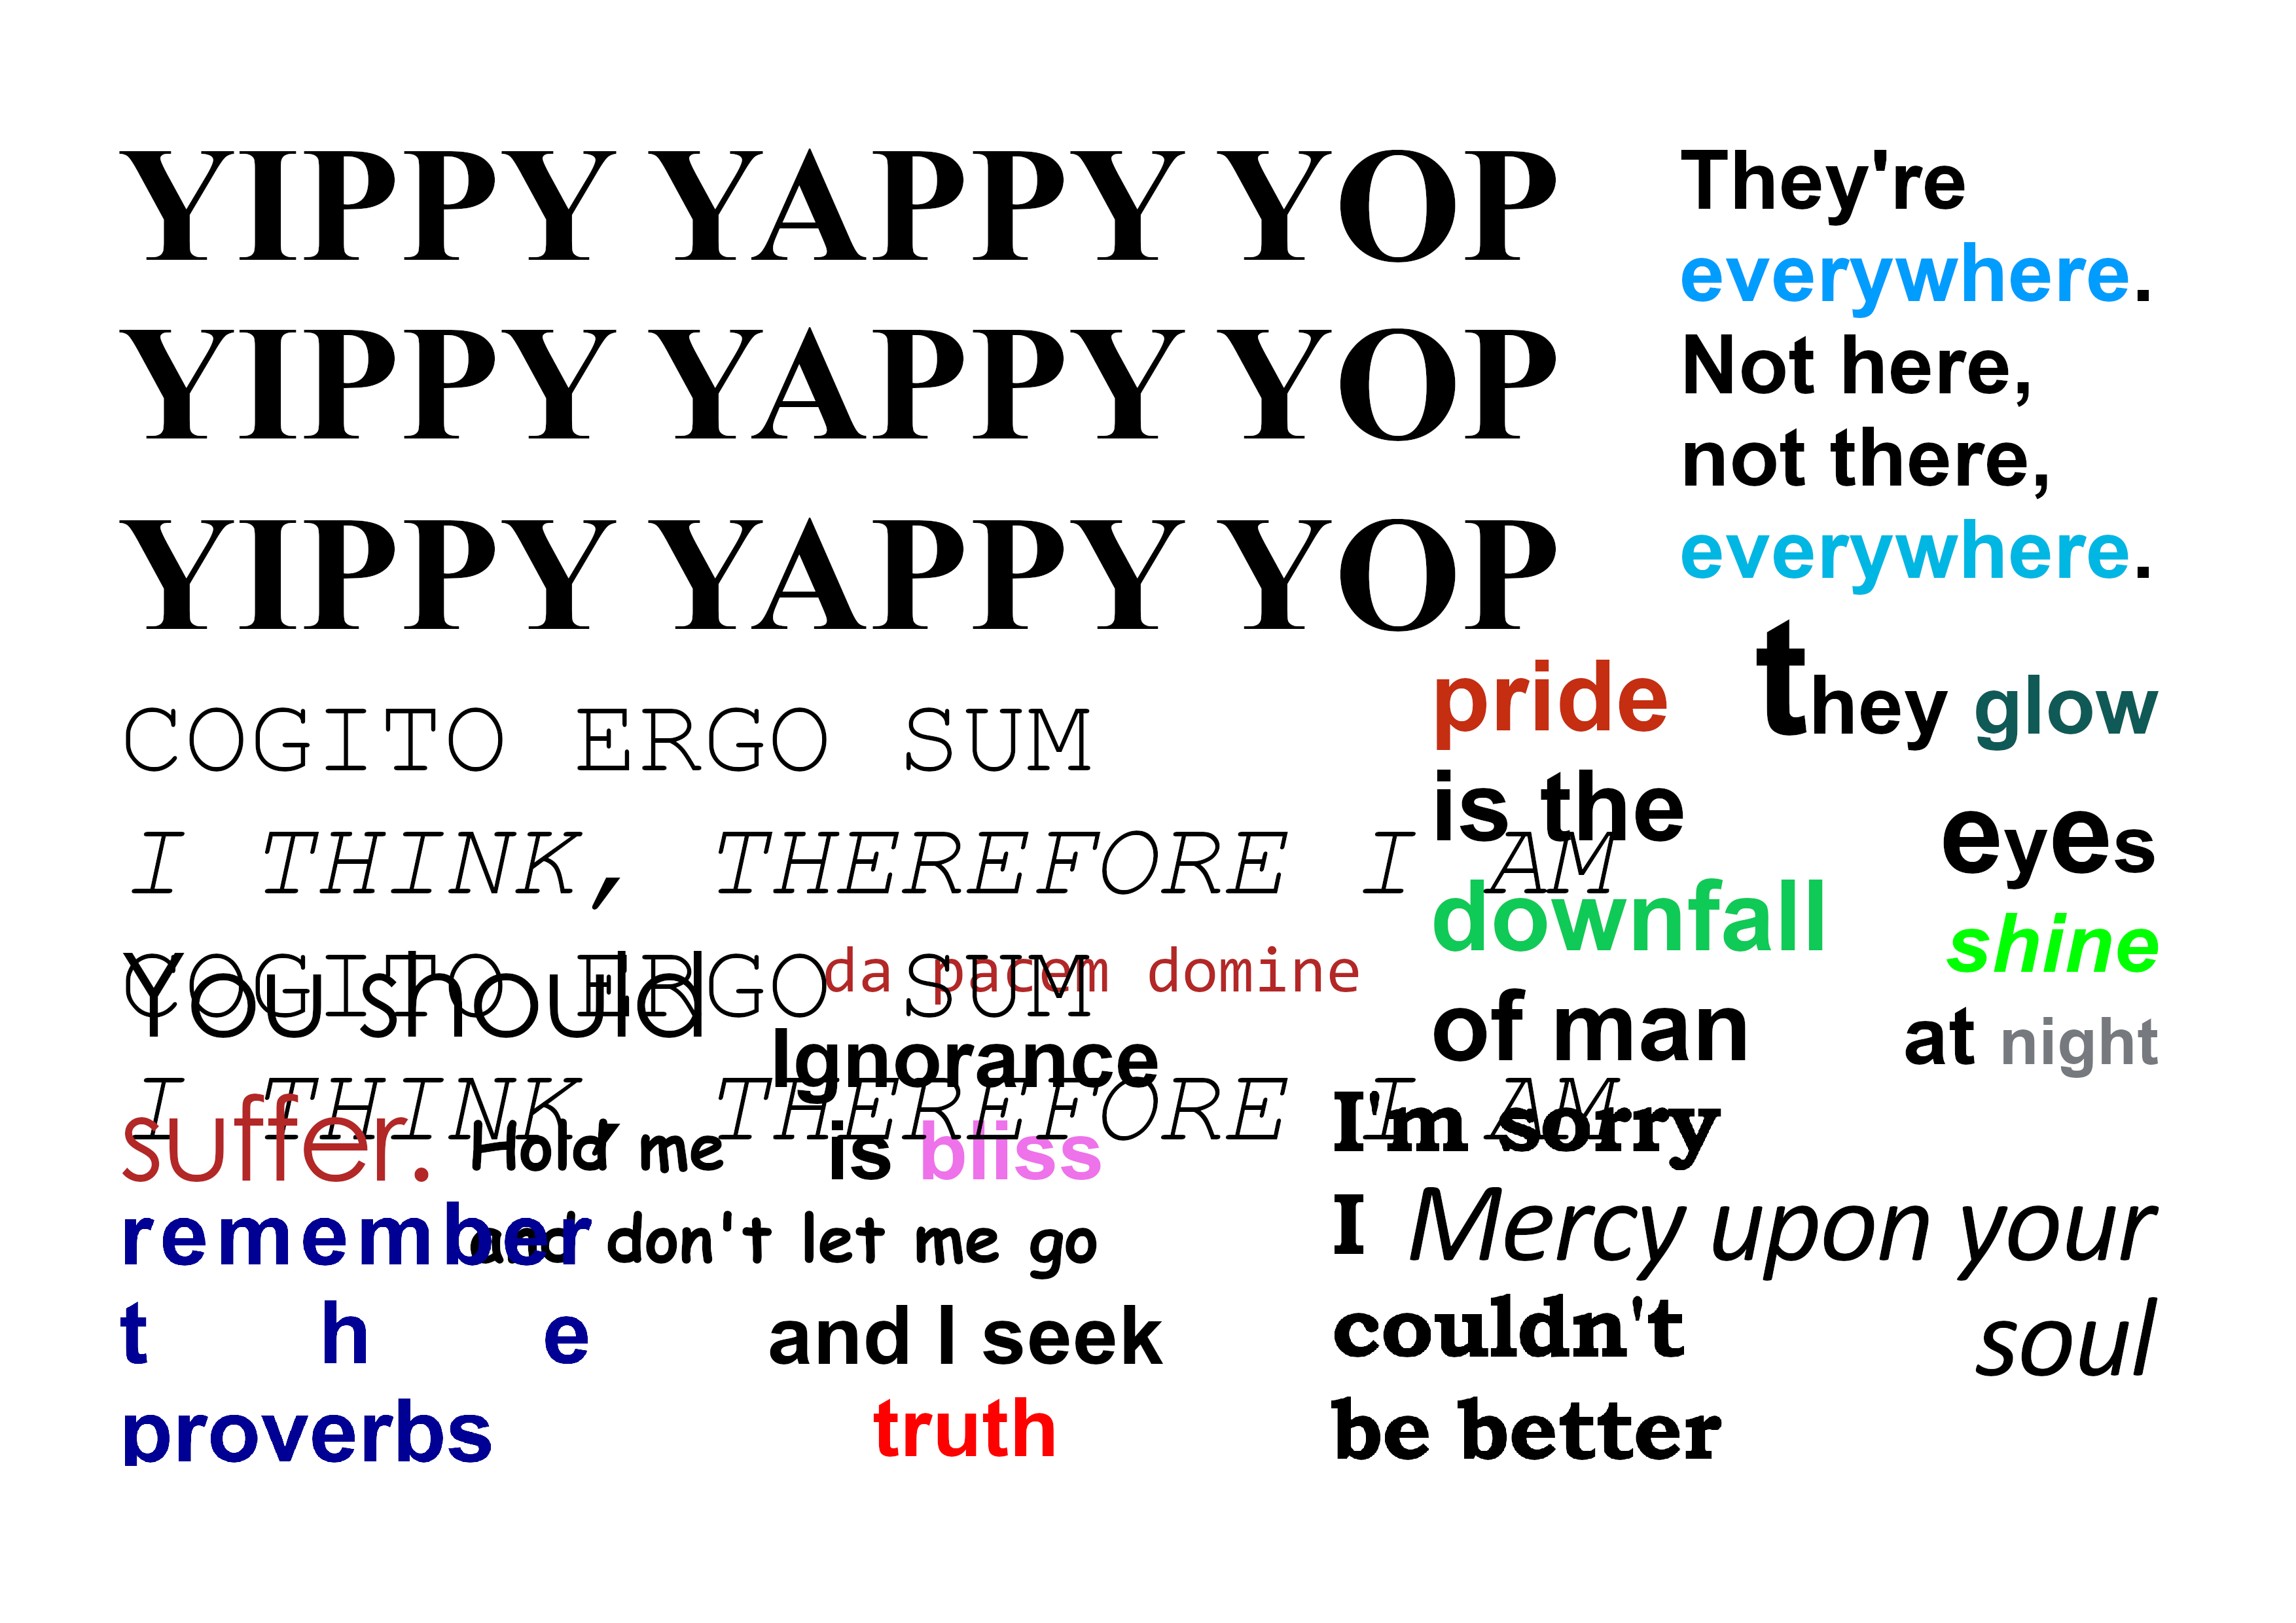 YIPPY YAPPY YOP
YIPPY YAPPY YOP
YIPPY YAPPY YOP
They're
everywhere.
Not here,
not there,
everywhere.
they glow
eyes
shine
at night
pride
is the
downfall
of man
COGITO ERGO SUM
I THINK, THEREFORE I AM
COGITO ERGO SUM
I THINK, THEREFORE I AM
da pacem domine
You should
suffer.
Ignorance
is bliss
and I seek
truth
Hold me
and don't let me go
remember
t h e
proverbs
I'm sorry
I
couldn't
be better
Mercy upon your
soul